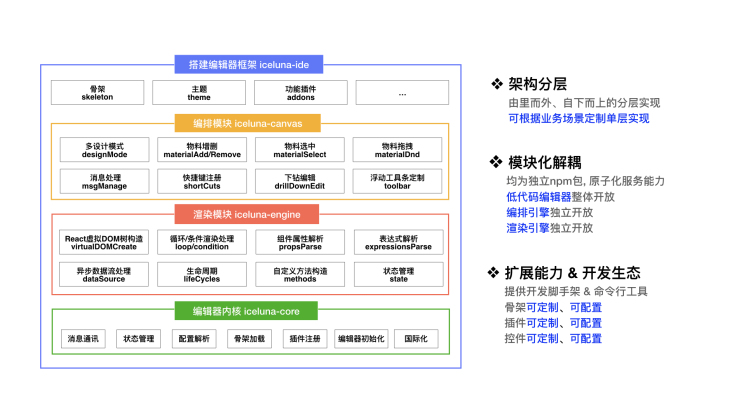 搭建编辑器框架 iceluna-ide
骨架
skeleton
主题
theme
功能插件
addons
...
编排模块 iceluna-canvas
多设计模式
designMode
物料增删
materialAdd/Remove
物料选中
materialSelect
物料拖拽
materialDnd
消息处理
msgManage
快捷键注册
shortCuts
下钻编辑
drillDownEdit
浮动工具条定制
toolbar
渲染模块 iceluna-engine
React虚拟DOM树构造
virtualDOMCreate
循环/条件渲染处理
loop/condition
组件属性解析
propsParse
表达式解析
expressionsParse
异步数据流处理
dataSource
生命周期
lifeCycles
自定义方法构造
methods
状态管理
state
编辑器内核 iceluna-core
消息通讯
状态管理
配置解析
骨架加载
插件注册
编辑器初始化
国际化
❖ 架构分层
由里而外、自下而上的分层实现
可根据业务场景定制单层实现
❖ 模块化解耦
均为独立npm包, 原子化服务能力
低代码编辑器整体开放
编排引擎独立开放
渲染引擎独立开放
❖ 扩展能力 & 开发生态
提供开发脚手架 & 命令行工具
骨架可定制、可配置
插件可定制、可配置
控件可定制、可配置